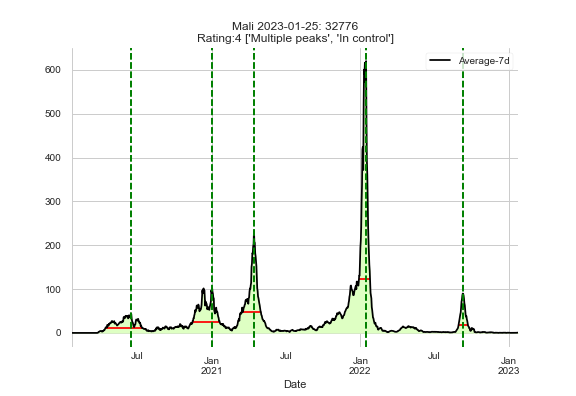 Mali 2023-01-25: 32776
Rating:4 ['Multiple peaks', 'In control']
Average-7d
600
500
400
300
200
100
0
Jul
Jan
2021
Jul
Jan
2022
Jul
Jan
2023
Date